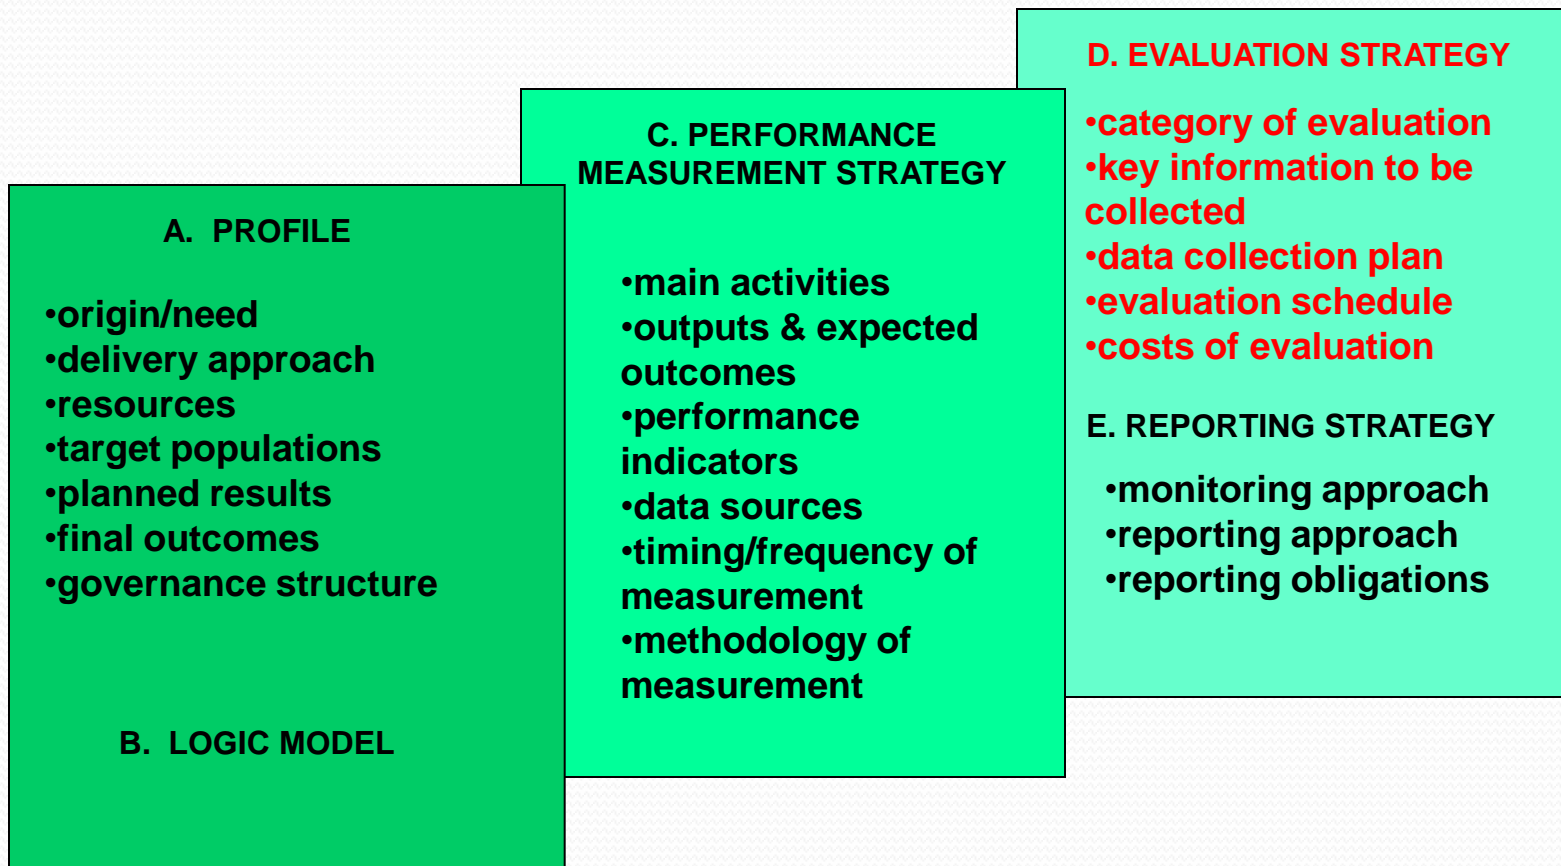 A. PROFILE
•origin/need
•delivery approach
•resources
•target populations
•planned results
•final outcomes
•governance structure
B. LOGIC MODEL
C. PERFORMANCE
MEASUREMENT STRATEGY
•main activities
•outputs & expected
outcomes
•performance
indicators
•data sources
•timing/frequency of
measurement
•methodology of
measurement
D. EVALUATION STRATEGY
•category of evaluation
•key information to be
collected
•data collection plan
•evaluation schedule
•costs of evaluation
E. REPORTING STRATEGY
•monitoring approach
•reporting approach
•reporting obligations